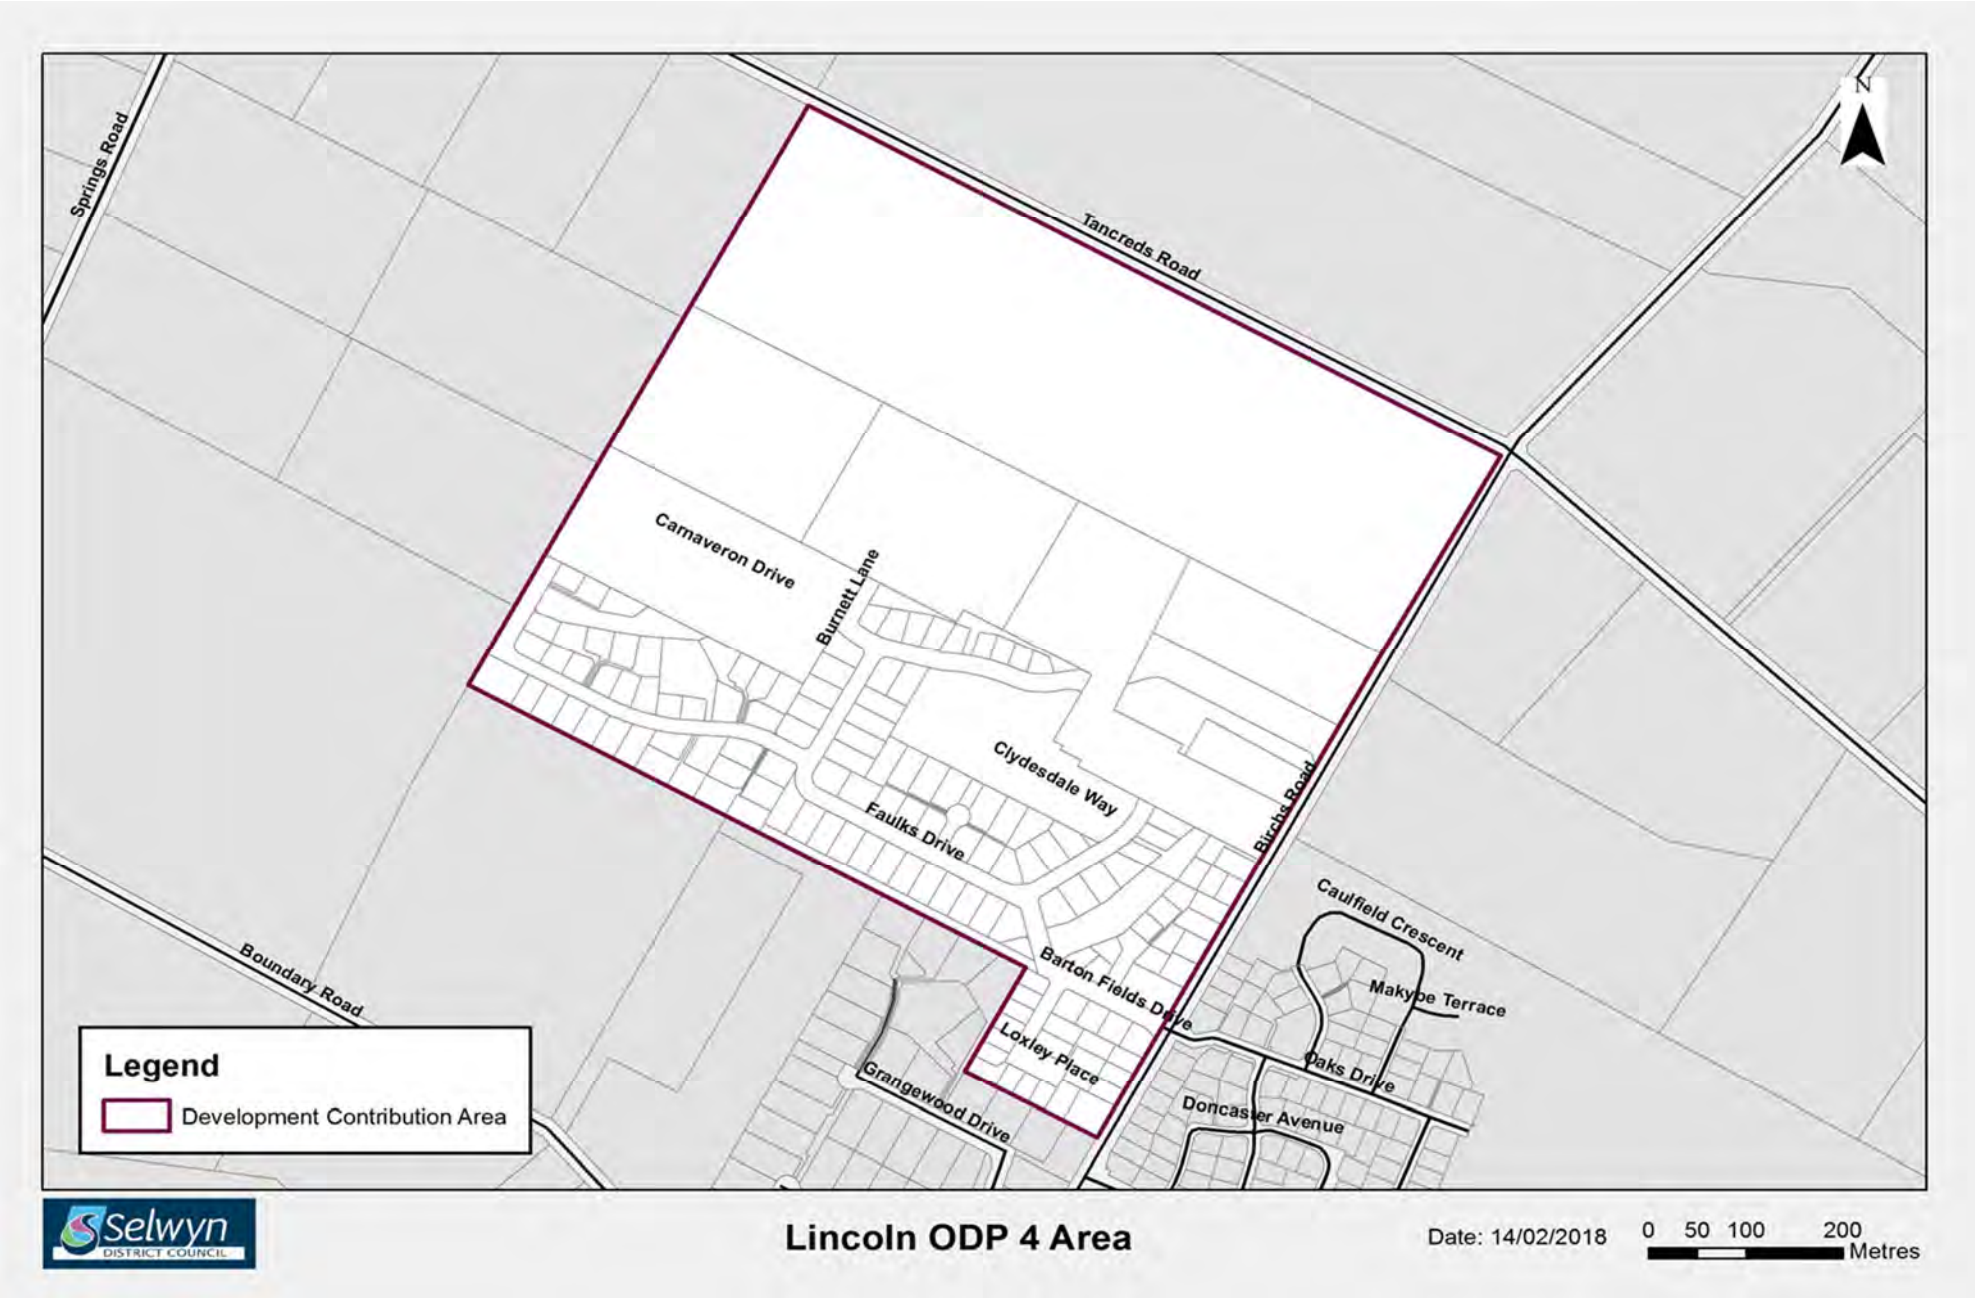 N
Springs Road
Tancreds Road
Carnaveron Drive
Burnett Lane
Clydesdale Way
Birchs Road
Faulks Drive
Caulfield Crescent
Barton Fields Drive
Makybe Terrace
Boundary Road
Loxley Place
Oaks Drive
Grangewood Drive
Doncaster Avenue
Legend
Development Contribution Area
Selwyn
DISTRICT COUNCIL
Lincoln ODP 4 Area
Date: 14/02/2018
0 50 100 200
Metres